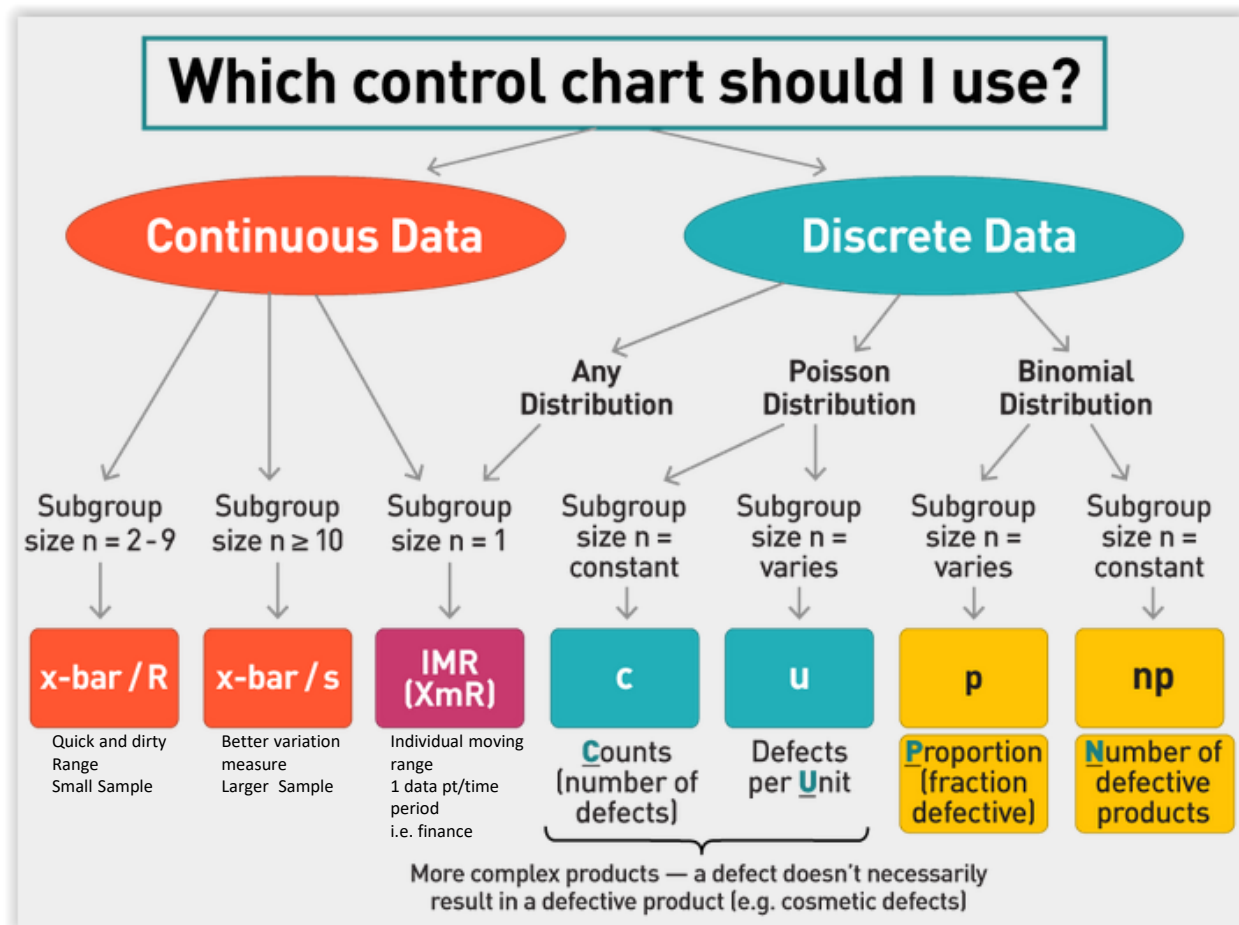 Which control chart should I use?
Continuous Data
Discrete Data
Any
Distribution
Poisson
Distribution
Binomial
Distribution
Subgroup
size n = 2 - 9
Subgroup
size n ≥ 10
Subgroup
size n = 1
Subgroup
size n =
constant
Subgroup
size n =
varies
Subgroup
size n =
varies
Subgroup
size n =
constant
x-bar / R
x-bar / s
IMR
(XmR)
c
u
p
np
Quick and dirty
Range
Small Sample
Better variation
measure
Larger Sample
Individual moving
range
1 data pt/time
period
i.e. finance
Counts
(number of
defects)
Defects
per Unit
Proportion
(fraction
defective)
Number of
defective
products
More complex products — a defect doesn't necessarily
result in a defective product (e.g. cosmetic defects)